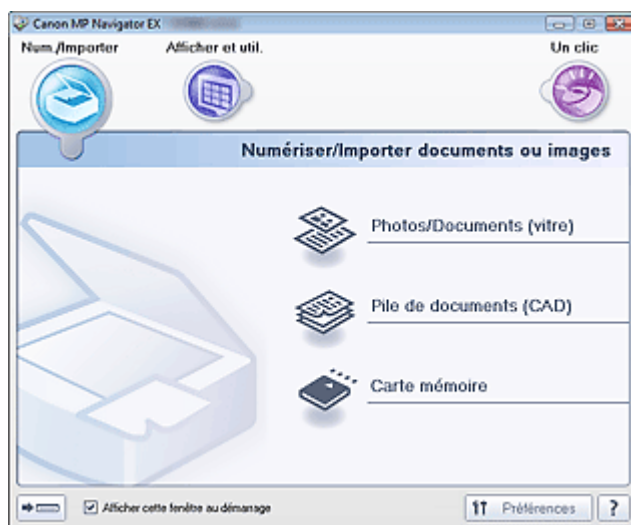 Canon MP Navigator EX
Num./Importer
Afficher et util.
Un clic
Numériser/Importer documents ou images
Photos/Documents (vitre)
Pile de documents (CAD)
Carte mémoire
Afficher cette fenêtre au démarrage
Préférences
?